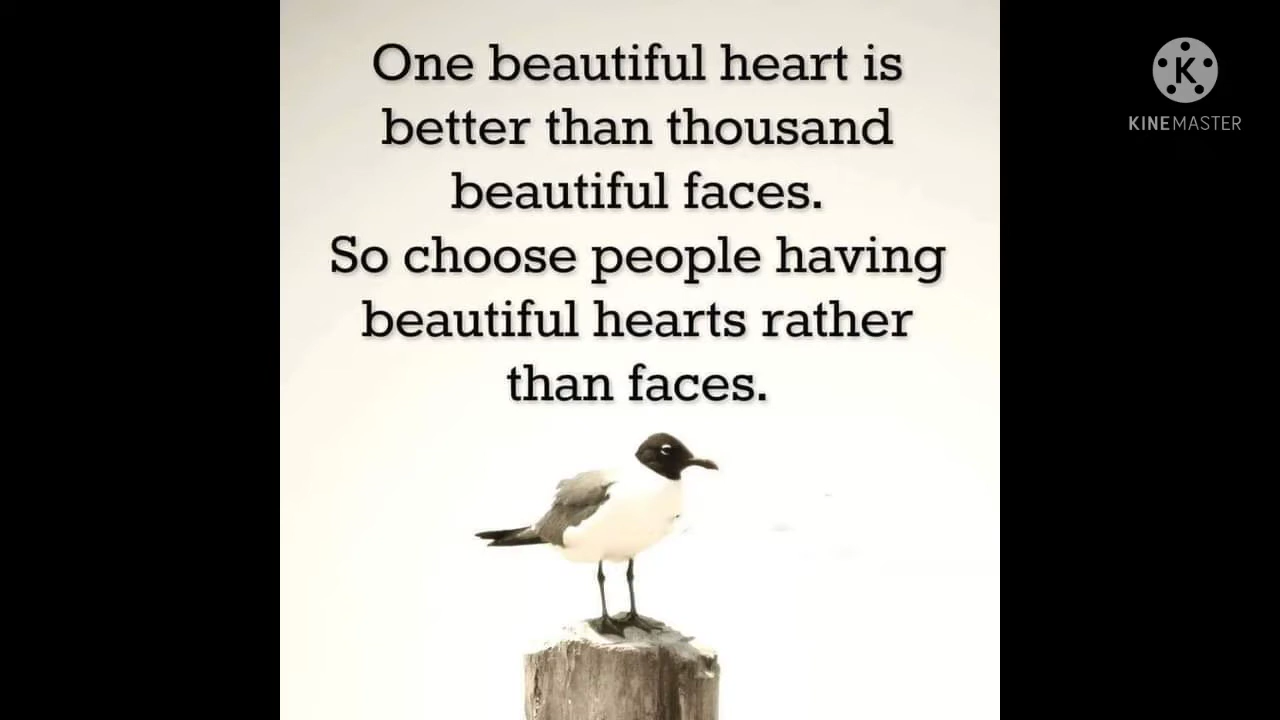 One beautiful heart is
better than thousand
beautiful faces.
So choose people having
beautiful hearts rather
than faces.
K
KINEMASTER